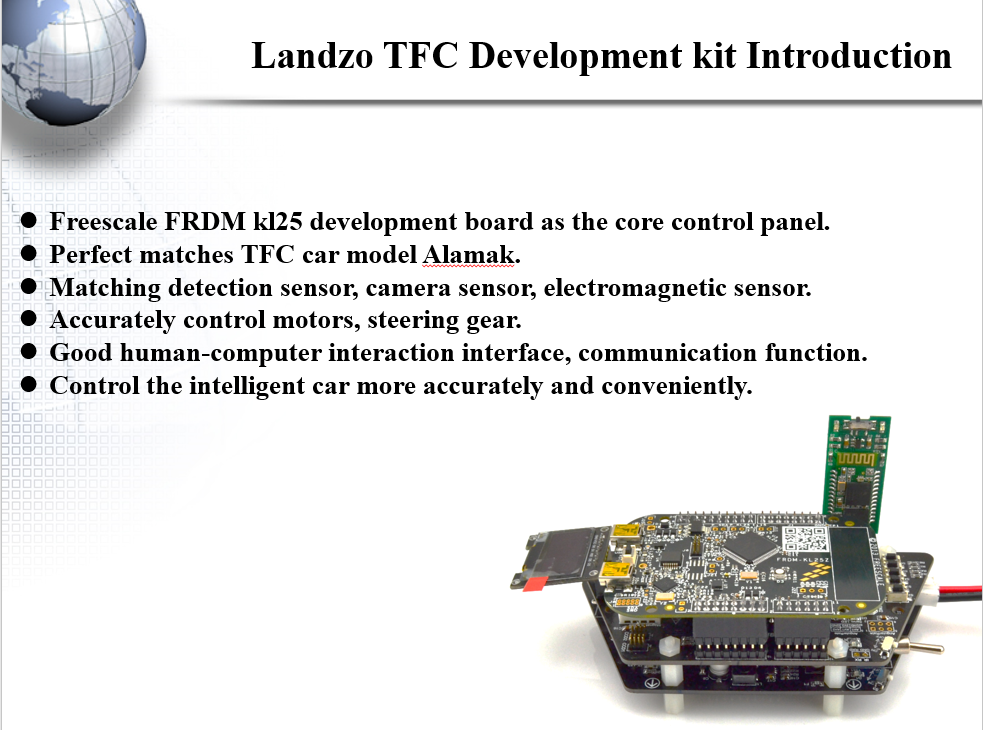 Landzo TFC Development kit Introduction
● Freescale FRDM kl25 development board as the core control panel.
● Perfect matches TFC car model Alamak.
● Matching detection sensor, camera sensor, electromagnetic sensor.
● Accurately control motors, steering gear.
● Good human-computer interaction interface, communication function.
● Control the intelligent car more accurately and conveniently.
FRDM-KL25Z